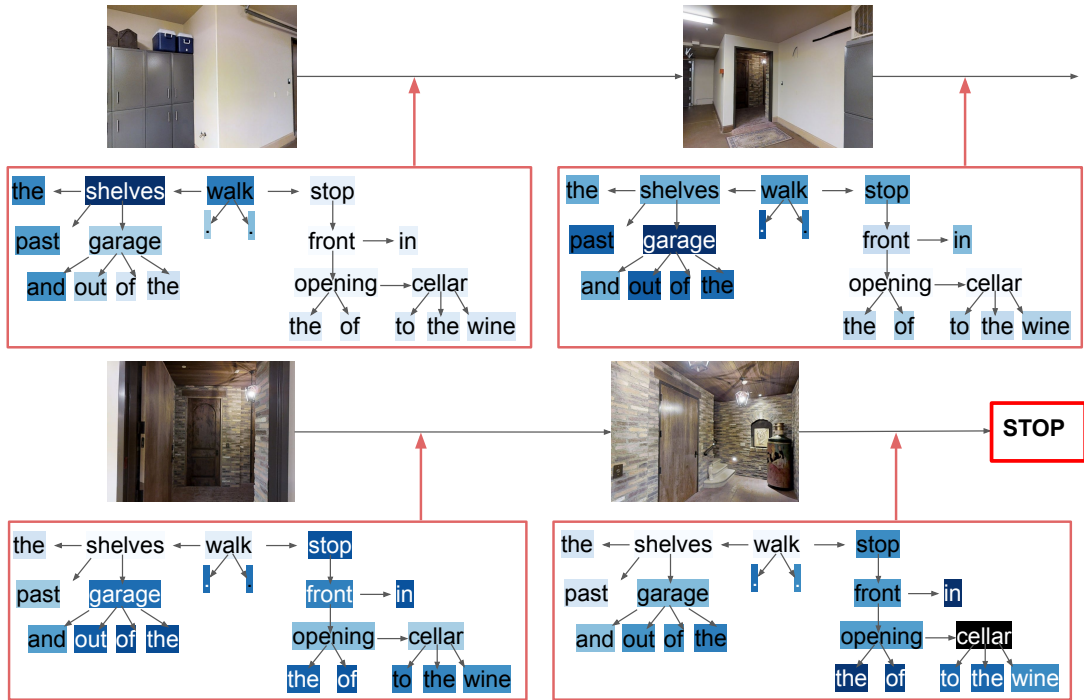 the shelves walk stop
. .
past garage front in
and out of the opening cellar
the of to the wine
the shelves walk stop
. .
past garage front in
and out of the opening cellar
the of to the wine
STOP
the shelves walk stop
. .
past garage front in
and out of the opening cellar
the of to the wine
the shelves walk stop
. .
past garage front in
and out of the opening cellar
the of to the wine